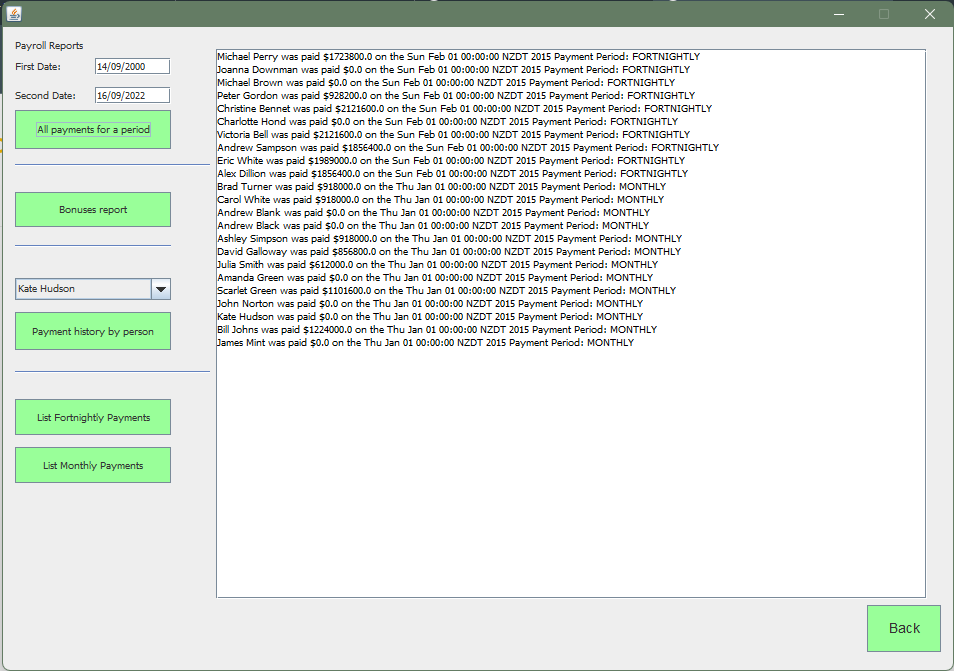 Payroll Reports
First Date: 14/09/2000
Second Date: 16/09/2022
All payments for a period
Bonuses report
Kate Hudson
Payment history by person
List Fortnightly Payments
List Monthly Payments
Michael Perry was paid $1723800.0 on the Sun Feb 01 00:00:00 NZDT 2015 Payment Period: FORTNIGHTLY
Joanna Downman was paid $0.0 on the Sun Feb 01 00:00:00 NZDT 2015 Payment Period: FORTNIGHTLY
Michael Brown was paid $0.0 on the Sun Feb 01 00:00:00 NZDT 2015 Payment Period: FORTNIGHTLY
Peter Gordon was paid $928200.0 on the Sun Feb 01 00:00:00 NZDT 2015 Payment Period: FORTNIGHTLY
Christine Bennet was paid $2121600.0 on the Sun Feb 01 00:00:00 NZDT 2015 Payment Period: FORTNIGHTLY
Charlotte Hond was paid $0.0 on the Sun Feb 01 00:00:00 NZDT 2015 Payment Period: FORTNIGHTLY
Victoria Bell was paid $2121600.0 on the Sun Feb 01 00:00:00 NZDT 2015 Payment Period: FORTNIGHTLY
Andrew Sampson was paid $1856400.0 on the Sun Feb 01 00:00:00 NZDT 2015 Payment Period: FORTNIGHTLY
Eric White was paid $1989000.0 on the Sun Feb 01 00:00:00 NZDT 2015 Payment Period: FORTNIGHTLY
Alex Dillion was paid $1856400.0 on the Sun Feb 01 00:00:00 NZDT 2015 Payment Period: FORTNIGHTLY
Brad Turner was paid $918000.0 on the Thu Jan 01 00:00:00 NZDT 2015 Payment Period: MONTHLY
Carol White was paid $918000.0 on the Thu Jan 01 00:00:00 NZDT 2015 Payment Period: MONTHLY
Andrew Blank was paid $0.0 on the Thu Jan 01 00:00:00 NZDT 2015 Payment Period: MONTHLY
Andrew Black was paid $0.0 on the Thu Jan 01 00:00:00 NZDT 2015 Payment Period: MONTHLY
Ashley Simpson was paid $918000.0 on the Thu Jan 01 00:00:00 NZDT 2015 Payment Period: MONTHLY
David Galloway was paid $856800.0 on the Thu Jan 01 00:00:00 NZDT 2015 Payment Period: MONTHLY
Julia Smith was paid $612000.0 on the Thu Jan 01 00:00:00 NZDT 2015 Payment Period: MONTHLY
Amanda Green was paid $0.0 on the Thu Jan 01 00:00:00 NZDT 2015 Payment Period: MONTHLY
Scarlet Green was paid $1101600.0 on the Thu Jan 01 00:00:00 NZDT 2015 Payment Period: MONTHLY
John Norton was paid $0.0 on the Thu Jan 01 00:00:00 NZDT 2015 Payment Period: MONTHLY
Kate Hudson was paid $0.0 on the Thu Jan 01 00:00:00 NZDT 2015 Payment Period: MONTHLY
Bill Johns was paid $1224000.0 on the Thu Jan 01 00:00:00 NZDT 2015 Payment Period: MONTHLY
James Mint was paid $0.0 on the Thu Jan 01 00:00:00 NZDT 2015 Payment Period: MONTHLY
Back